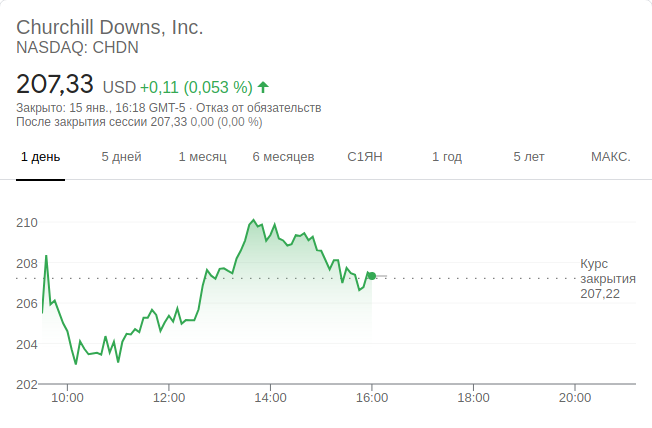 Churchill Downs, Inc.
NASDAQ: CHDN
207,33 USD +0,11 (0,053 %)
Закрыто: 15 янв., 16:18 GMT-5 · Отказ от обязательств
После закрытия сессии 207,33 0,00 (0,00 %)
1 день 5 дней 1 месяц 6 месяцев С1ЯН 1 год 5 лет МАКС.
210
208
206
204
202
Курс
закрытия
207,22
10:00 12:00 14:00 16:00 18:00 20:00